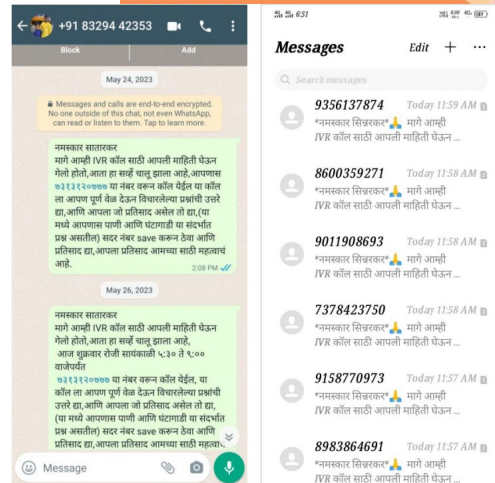 +91 83294 42353
Block
Add
May 24, 2023
Messages and calls are end-to-end encrypted.
No one outside of this chat, not even WhatsApp,
can read or listen to them. Tap to learn more.
नमस्कार सातारकर
मागे आम्ही IVR कॉल साठी आपली माहिती घेऊन
गेलो होतो,आता हा सर्व्हे चालू झाला आहे,आपणास
७३१३१२०७७७ या नंबर वरून कॉल येईल या कॉल
ला आपण पूर्ण वेळ देऊन विचारलेल्या प्रश्नांची उत्तरे
द्या,आणि आपला जो प्रतिसाद असेल तो द्या,(या
मध्ये आपणास पाणी आणि घंटागाडी या संदर्भात
प्रश्न असतील) सदर नंबर save करून ठेवा आणि
प्रतिसाद द्या,आपला प्रतिसाद आमच्या साठी महत्वाचं
आहे.
2:08 PM
May 26, 2023
नमस्कार सातारकर
मागे आम्ही IVR कॉल साठी आपली माहिती घेऊन
गेलो होतो,आता हा सर्व्हे चालू झाला आहे,
आज शुक्रवार रोजी सायंकाळी ५:३० ते ९:००
वाजेपर्यंत
७३१३१२०७७७ या नंबर वरून कॉल येईल, या
कॉल ला आपण पूर्ण वेळ देऊन विचारलेल्या प्रश्नांची
उत्तरे द्या,आणि आपला जो प्रतिसाद असेल तो द्या,
(या मध्ये आपणास पाणी आणि घंटागाडी या संदर्भात
प्रश्न असतील) सदर नंबर save करून ठेवा आणि
प्रतिसाद द्या,आपला प्रतिसाद आमच्या साठी
Message
6:51
Messages
Edit
Search messages
9356137874 Today 11:59 AM
*नमस्कार सिन्नरकर*🙏 मागे आम्ही
IVR कॉल साठी आपली माहिती घेऊन ...
8600359271 Today 11:58 AM
*नमस्कार सिन्नरकर*🙏 मागे आम्ही
IVR कॉल साठी आपली माहिती घेऊन ...
9011908693 Today 11:58 AM
*नमस्कार सिन्नरकर*🙏 मागे आम्ही
IVR कॉल साठी आपली माहिती घेऊन ...
7378423750 Today 11:58 AM
*नमस्कार सिन्नरकर*🙏 मागे आम्ही
IVR कॉल साठी आपली माहिती घेऊन ...
9158770973 Today 11:57 AM
*नमस्कार सिन्नरकर*🙏 मागे आम्ही
IVR कॉल साठी आपली माहिती घेऊन ...
8983864691 Today 11:57 AM
*नमस्कार सिन्नरकर*🙏 मागे आम्ही
IVR कॉल साठी आपली माहिती घेऊन ...